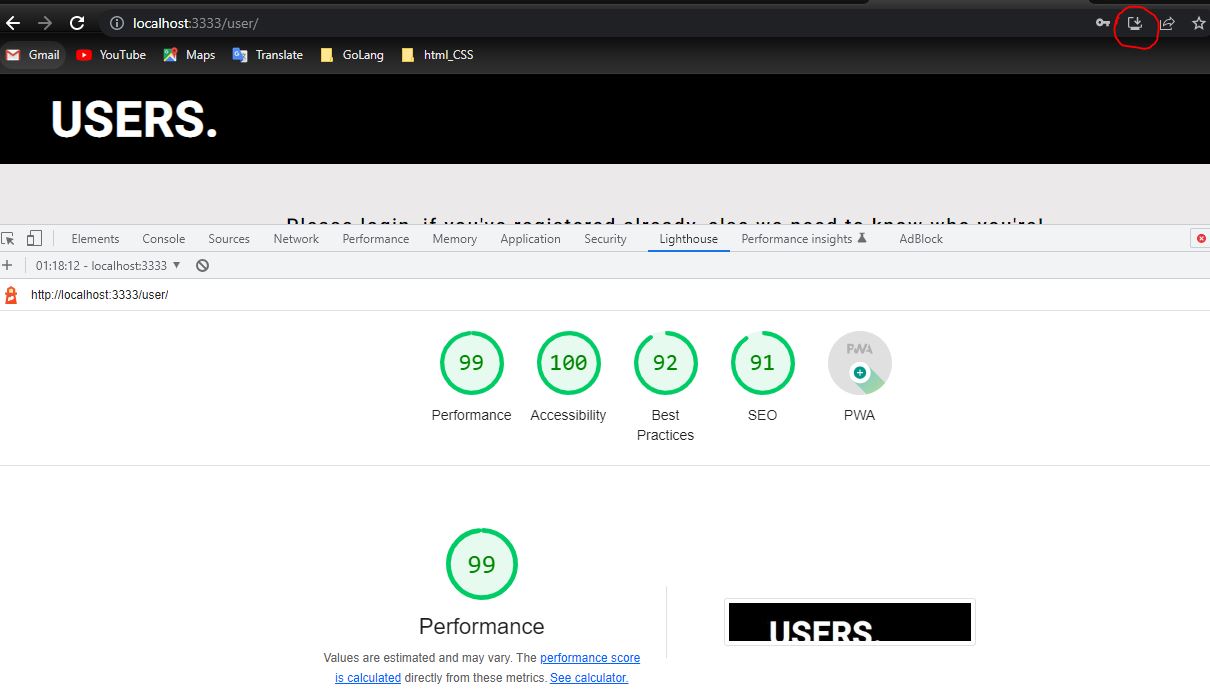 localhost:3333/user/
Gmail YouTube Maps Translate GoLang html_CSS
USERS.
Please login, if you've registered already, else we need to know who you're!
Elements Console Sources Network Performance Memory Application Security Lighthouse Performance insights AdBlock
01:18:12 - localhost:3333
http://localhost:3333/user/
99 100 92 91 PWA
Performance Accessibility Best Practices SEO PWA
99
Performance
Values are estimated and may vary. The performance score
is calculated directly from these metrics. See calculator.
USERS.